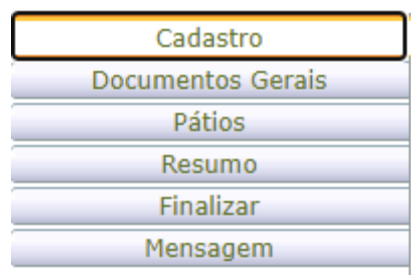 Cadastro
Documentos Gerais
Pátios
Resumo
Finalizar
Mensagem